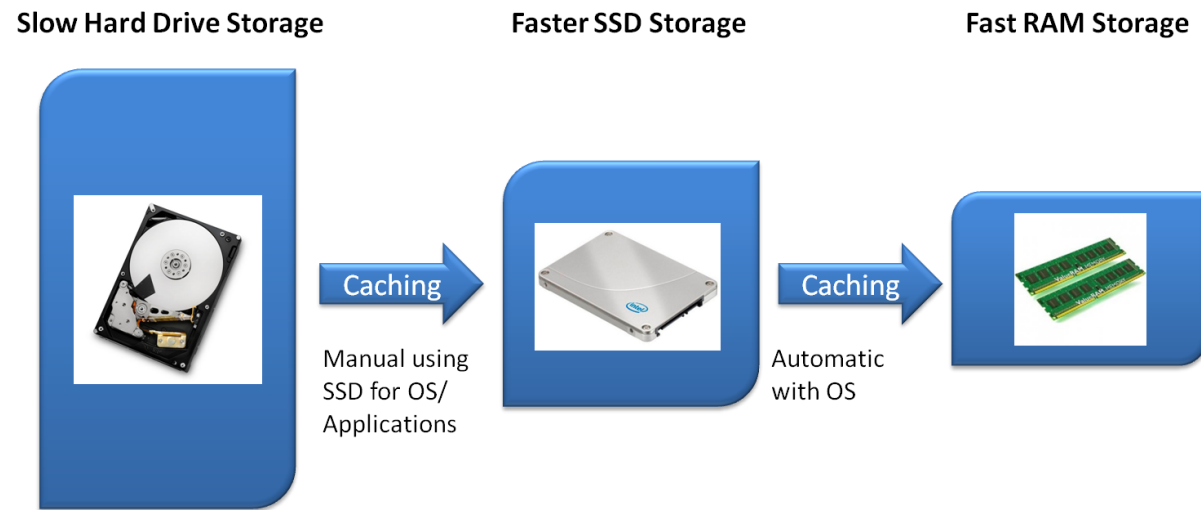 Slow Hard Drive Storage
Faster SSD Storage
Fast RAM Storage
Caching
Manual using
SSD for OS/
Applications
intel
Caching
Automatic
with OS